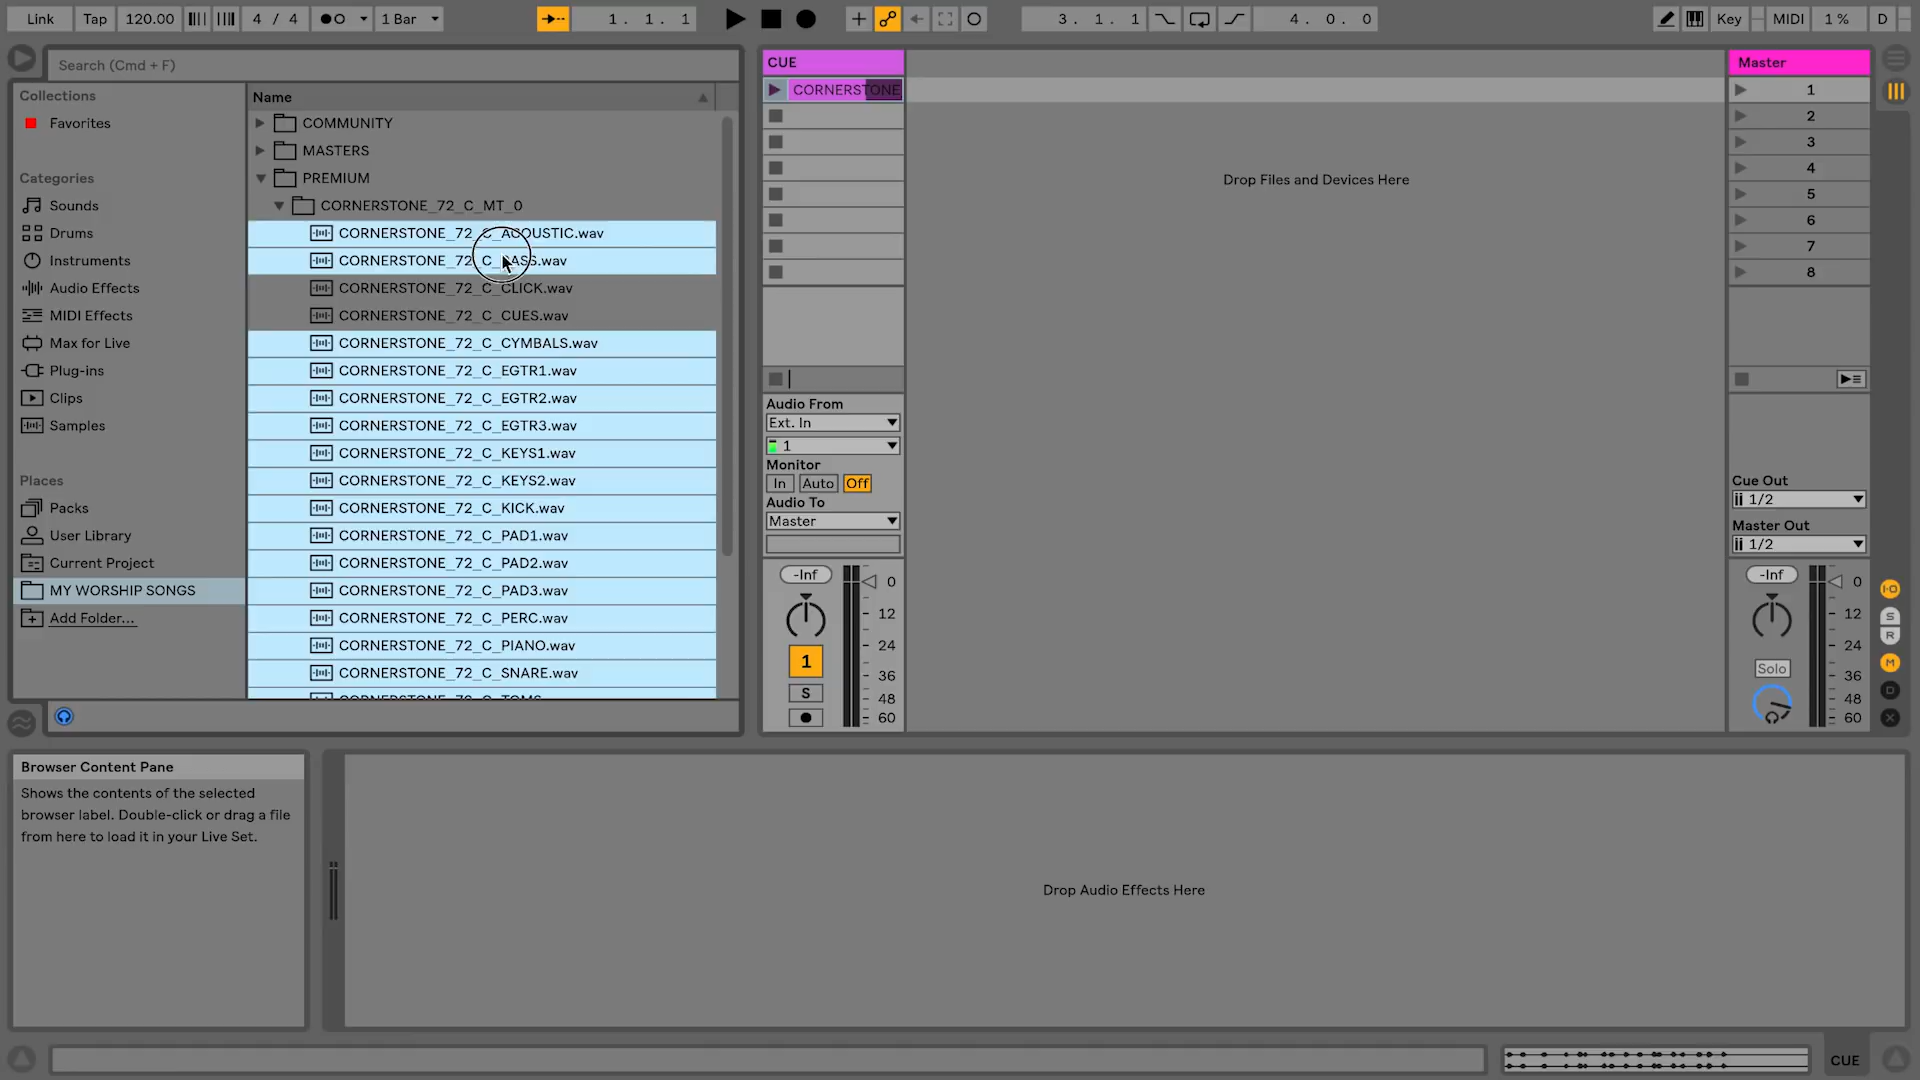 Link Tap 120.00 4 / 4 1 Bar 1. 1. 1 3. 1. 1 4. 0. 0 Key MIDI 1 % D
Search (Cmd + F)
Collections
Favorites
Categories
Sounds
Drums
Instruments
Audio Effects
MIDI Effects
Max for Live
Plug-ins
Clips
Samples
Places
Packs
User Library
Current Project
MY WORSHIP SONGS
Add Folder...
Name
COMMUNITY
MASTERS
PREMIUM
CORNERSTONE_72_C_MT_0
CORNERSTONE_72_C_ACOUSTIC.wav
CORNERSTONE_72_C_BASS.wav
CORNERSTONE_72_C_CLICK.wav
CORNERSTONE_72_C_CUES.wav
CORNERSTONE_72_C_CYMBALS.wav
CORNERSTONE_72_C_EGTR1.wav
CORNERSTONE_72_C_EGTR2.wav
CORNERSTONE_72_C_EGTR3.wav
CORNERSTONE_72_C_KEYS1.wav
CORNERSTONE_72_C_KEYS2.wav
CORNERSTONE_72_C_KICK.wav
CORNERSTONE_72_C_PAD1.wav
CORNERSTONE_72_C_PAD2.wav
CORNERSTONE_72_C_PAD3.wav
CORNERSTONE_72_C_PERC.wav
CORNERSTONE_72_C_PIANO.wav
CORNERSTONE_72_C_SNARE.wav
CUE
CORNERSTONE
Audio From
Ext. In
1
Monitor
In Auto Off
Audio To
Master
-Inf
0
12
24
36
48
60
1
S
Drop Files and Devices Here
Master
1
2
3
4
5
6
7
8
Cue Out
1/2
Master Out
1/2
-Inf
0
12
24
36
48
60
Solo
I·O
S
R
M
D
X
Browser Content Pane
Shows the contents of the selected
browser label. Double-click or drag a file
from here to load it in your Live Set.
Drop Audio Effects Here
CUE